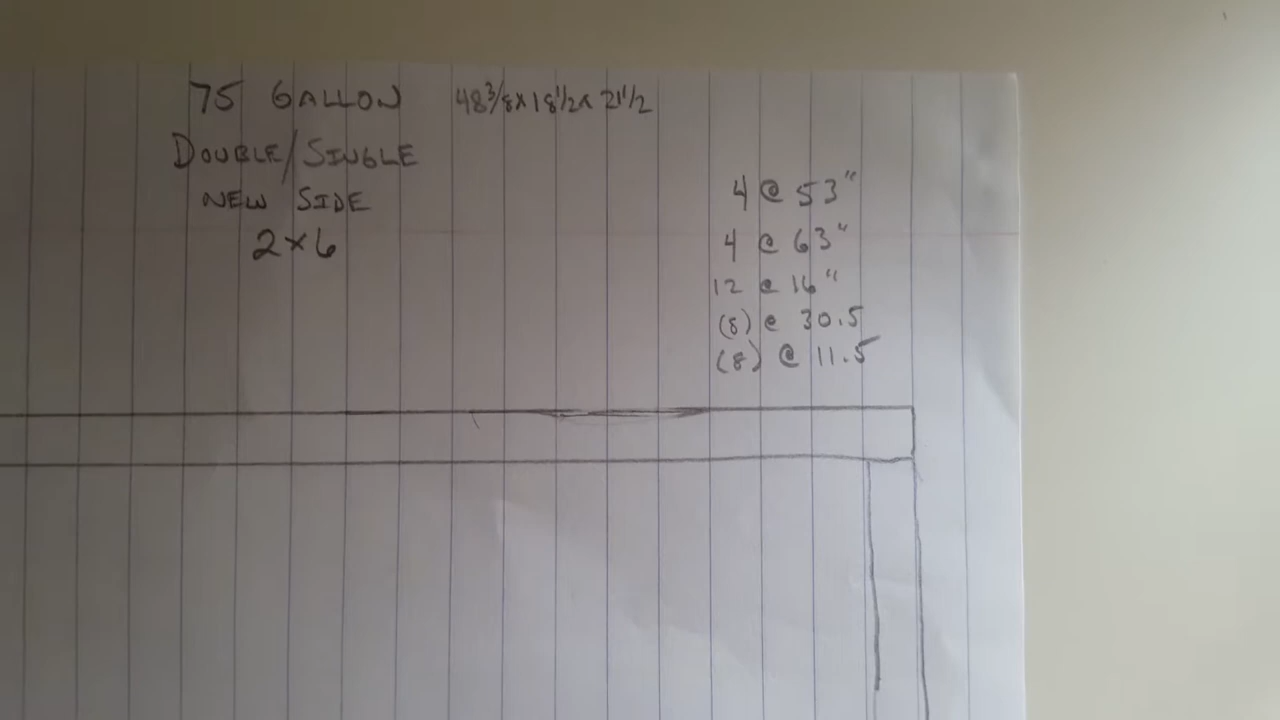 75 GALLON 48 3/8 x 18 1/2 x 21 1/2
DOUBLE/SINGLE
NEW SIDE
2x6
4 @ 53"
4 @ 63"
12 @ 16"
(8) @ 30.5
(8) @ 11.5